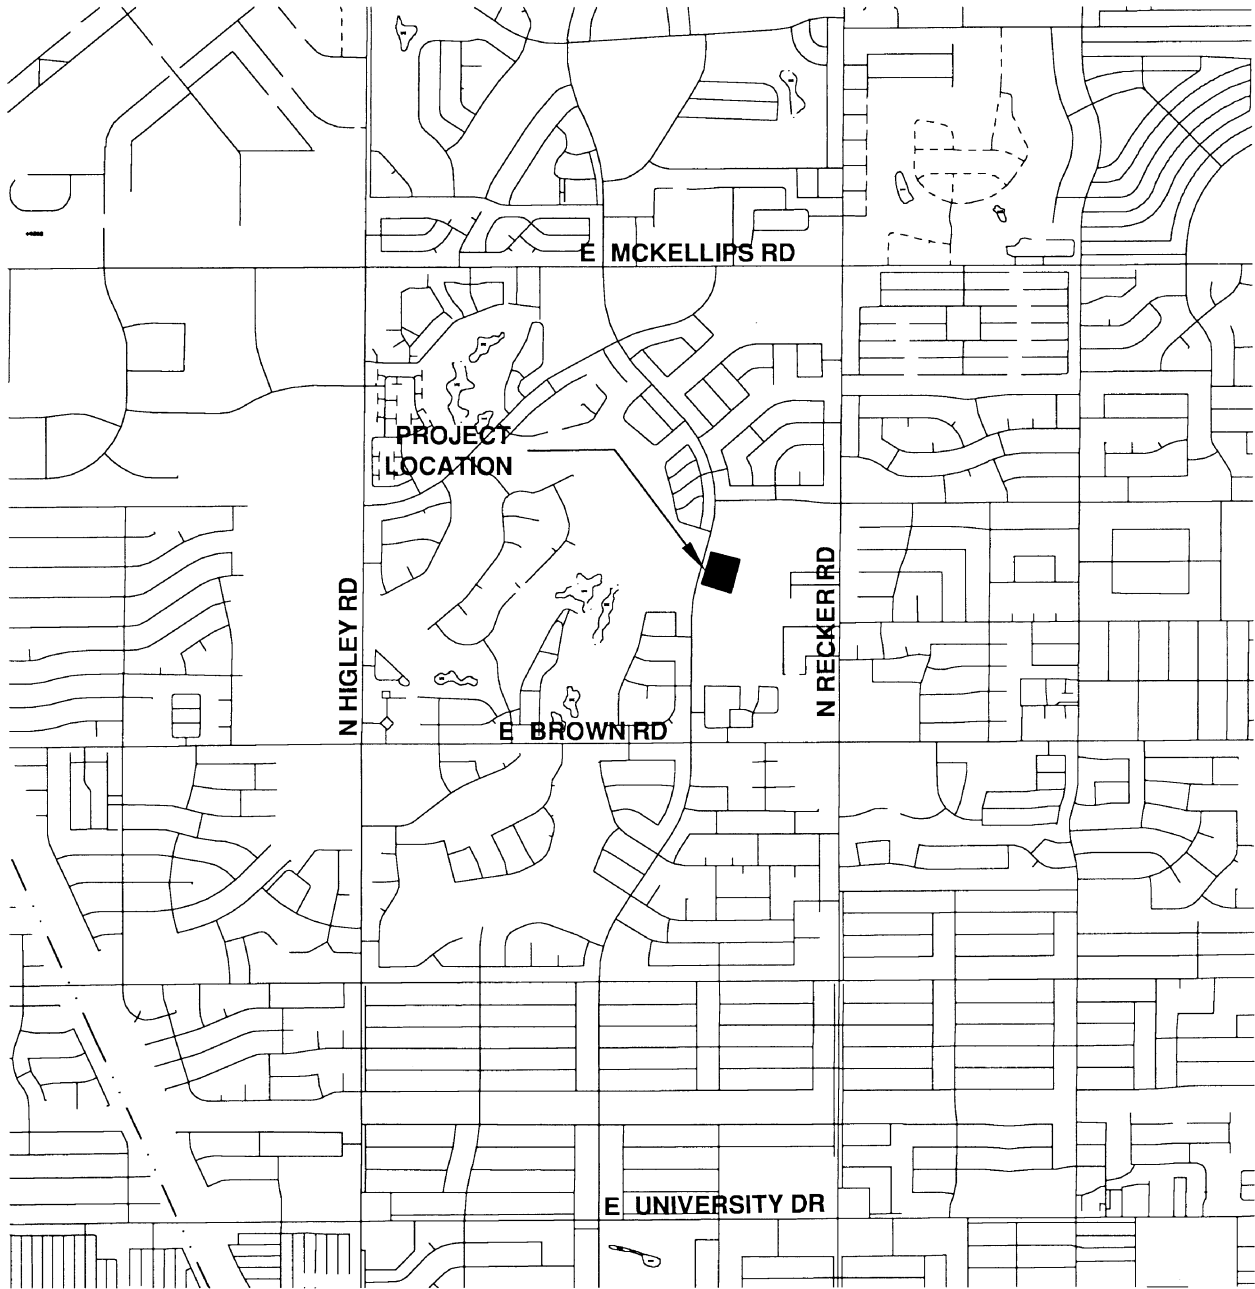 E MCKELLIPS RD
PROJECT
LOCATION
N HIGLEY RD
N RECKER RD
E BROWN RD
E UNIVERSITY DR